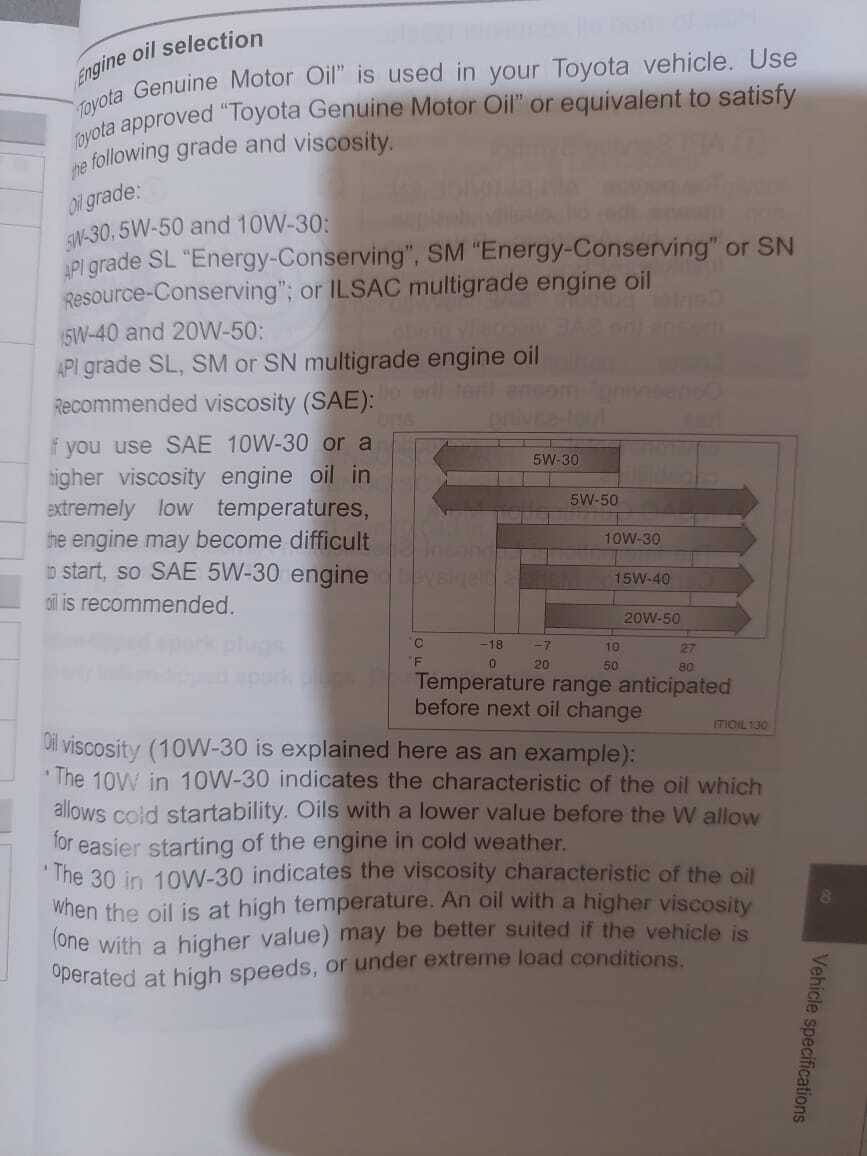 Engine oil selection
"Toyota Genuine Motor Oil" is used in your Toyota vehicle. Use
Toyota approved "Toyota Genuine Motor Oil" or equivalent to satisfy
the following grade and viscosity.
Oil grade:
5W-30, 5W-50 and 10W-30:
API grade SL "Energy-Conserving", SM "Energy-Conserving" or SN
"Resource-Conserving"; or ILSAC multigrade engine oil
15W-40 and 20W-50:
API grade SL, SM or SN multigrade engine oil
Recommended viscosity (SAE):
If you use SAE 10W-30 or a
higher viscosity engine oil in
extremely low temperatures,
the engine may become difficult
to start, so SAE 5W-30 engine
oil is recommended.
5W-30
5W-50
10W-30
15W-40
20W-50
°C -18 -7 10 27
°F 0 20 50 80
Temperature range anticipated
before next oil change
ITIOIL130
Oil viscosity (10W-30 is explained here as an example):
· The 10W in 10W-30 indicates the characteristic of the oil which
allows cold startability. Oils with a lower value before the W allow
for easier starting of the engine in cold weather.
· The 30 in 10W-30 indicates the viscosity characteristic of the oil
when the oil is at high temperature. An oil with a higher viscosity
(one with a higher value) may be better suited if the vehicle is
operated at high speeds, or under extreme load conditions.
8
Vehicle specifications